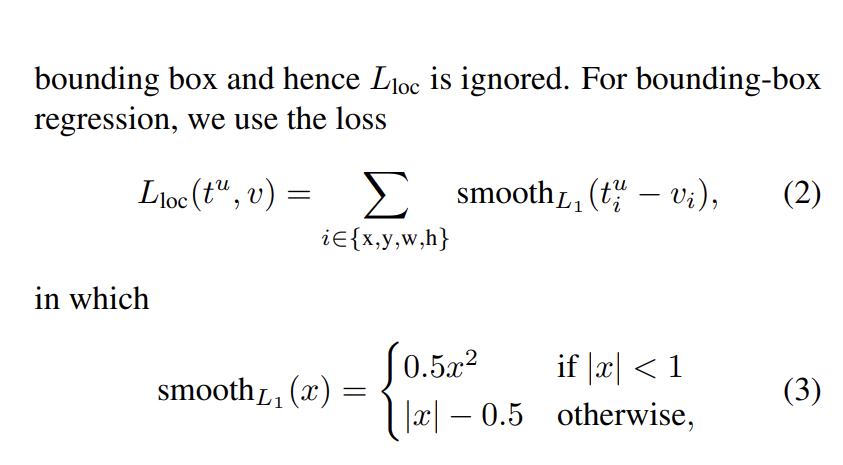 bounding box and hence L_loc is ignored. For bounding-box
regression, we use the loss
L_loc(t^u, v) = ∑_{i∈{x,y,w,h}} smooth_{L_1}(t_i^u − v_i), (2)
in which
smooth_{L_1}(x) = { 0.5x^2 if |x| < 1
|x| − 0.5 otherwise, (3)